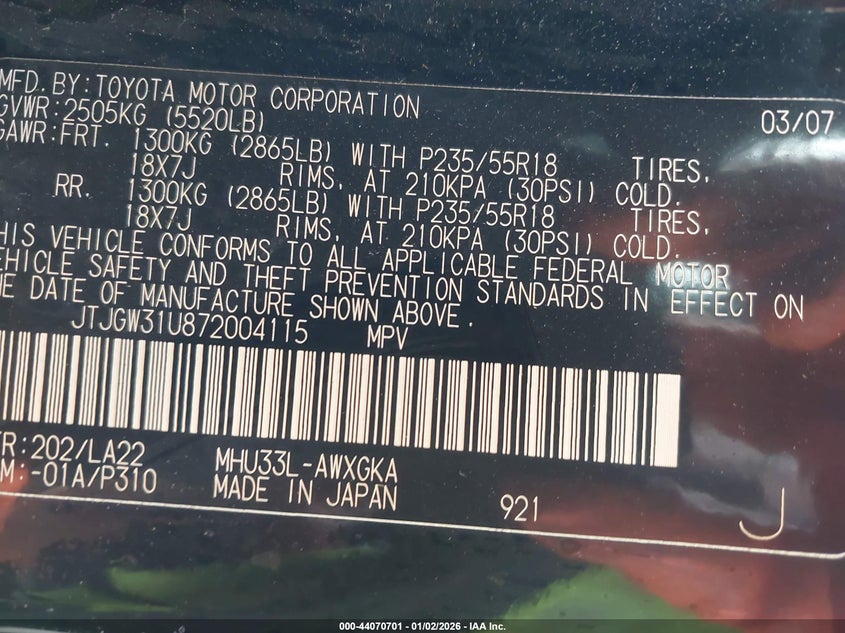 MFD. BY: TOYOTA MOTOR CORPORATION 03/07
GVWR: 2505KG (5520LB)
GAWR: FRT. 1300KG (2865LB) WITH P235/55R18 TIRES,
18X7J RIMS, AT 210KPA (30PSI) COLD.
RR. 1300KG (2865LB) WITH P235/55R18 TIRES,
18X7J RIMS, AT 210KPA (30PSI) COLD.
HIS VEHICLE CONFORMS TO ALL APPLICABLE FEDERAL MOTOR
EHICLE SAFETY AND THEFT PREVENTION STANDARDS IN EFFECT ON
E DATE OF MANUFACTURE SHOWN ABOVE.
JTJGW31U872004115 MPV
TR: 202/LA22 MHU33L-AWXGKA
M: -01A/P310 MADE IN JAPAN 921 J
000-44070701 - 01/02/2026 - IAA Inc.